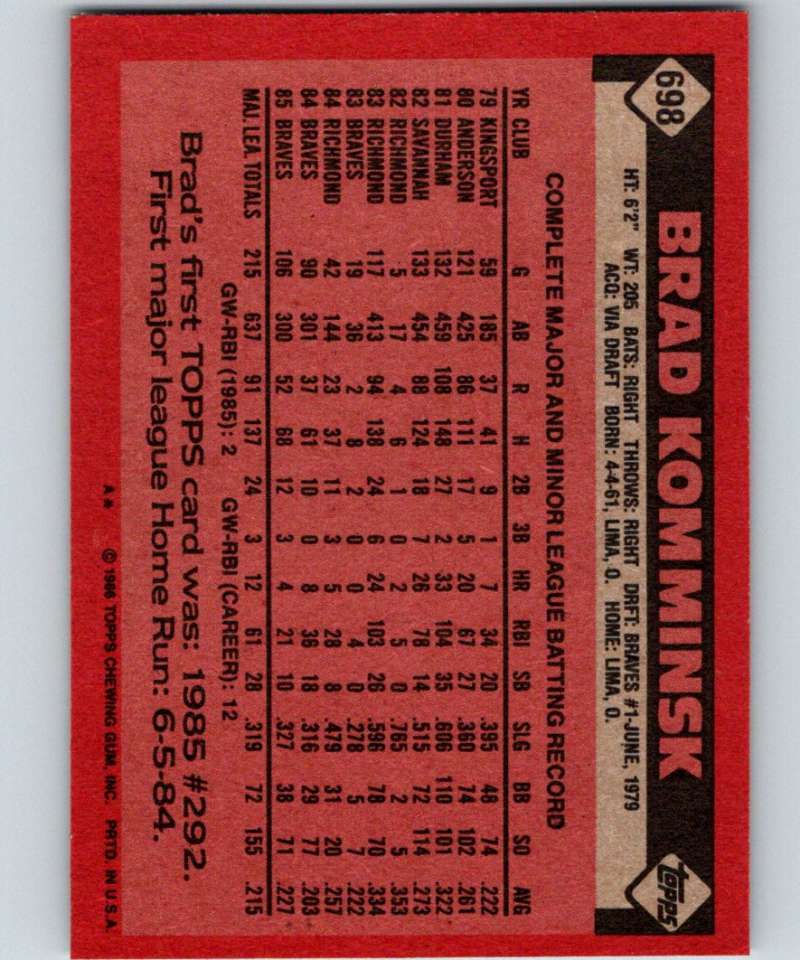 698
BRAD KOMMINSK
TOPPS
HT: 6'2" WT: 205 BATS: RIGHT THROWS: RIGHT DRFT: BRAVES #1-JUNE, 1979
ACQ: VIA DRAFT BORN: 4-4-61, LIMA, O. HOME: LIMA, O.
COMPLETE MAJOR AND MINOR LEAGUE BATTING RECORD
YR CLUB G AB R H 2B 3B HR RBI SB SLG BB SO AVG
79 KINGSPORT 59 185 37 41 9 1 7 34 20 .395 48 74 .222
80 ANDERSON 121 425 86 111 17 5 20 67 27 .360 74 102 .261
81 DURHAM 132 459 108 148 27 2 33 104 35 .606 110 101 .322
82 SAVANNAH 133 454 88 124 18 7 26 78 14 .515 72 114 .273
82 RICHMOND 5 17 4 6 1 0 2 5 0 .765 2 5 .353
83 RICHMOND 117 413 94 138 24 6 24 103 26 .596 78 70 .334
83 BRAVES 19 36 2 8 2 0 0 4 0 .278 5 7 .222
84 RICHMOND 42 144 23 37 11 3 5 28 8 .479 31 20 .257
84 BRAVES 90 301 37 61 10 0 8 36 18 .316 29 77 .203
85 BRAVES 106 300 52 68 12 3 4 21 10 .327 38 71 .227
MAJ. LEA. TOTALS 215 637 91 137 24 3 12 61 28 .319 72 155 .215
GW-RBI (1985): 2 GW-RBI (CAREER): 12
Brad's first TOPPS card was: 1985 #292.
First major league Home Run: 6-5-84.
A* © 1986 TOPPS CHEWING GUM, INC. PRTD. IN U.S.A.